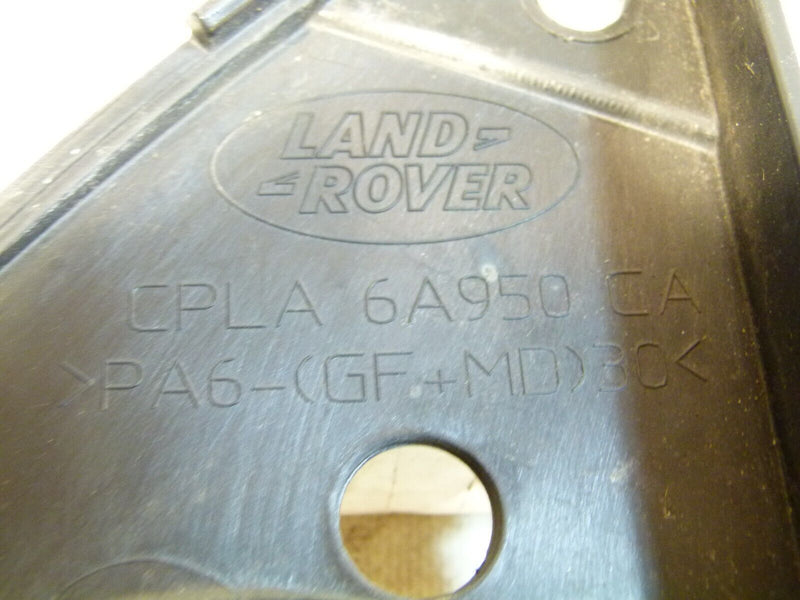 LAND
ROVER
CPLA 6A950 CA
>PA6-(GF+MD)30<